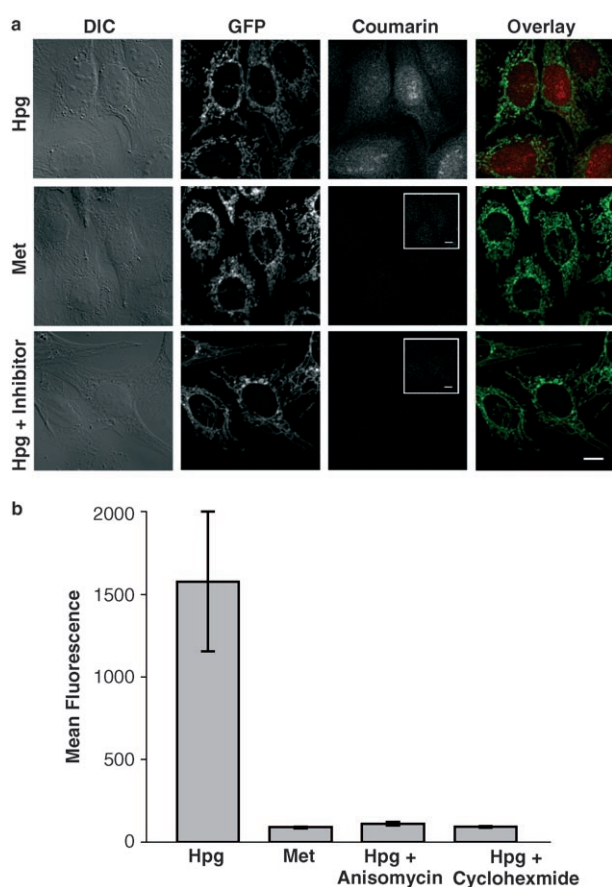 a
DIC GFP Coumarin Overlay
Hpg
Met
Hpg + Inhibitor
b
Mean Fluorescence
2000
1500
1000
500
0
Hpg Met Hpg + Anisomycin Hpg + Cyclohexmide